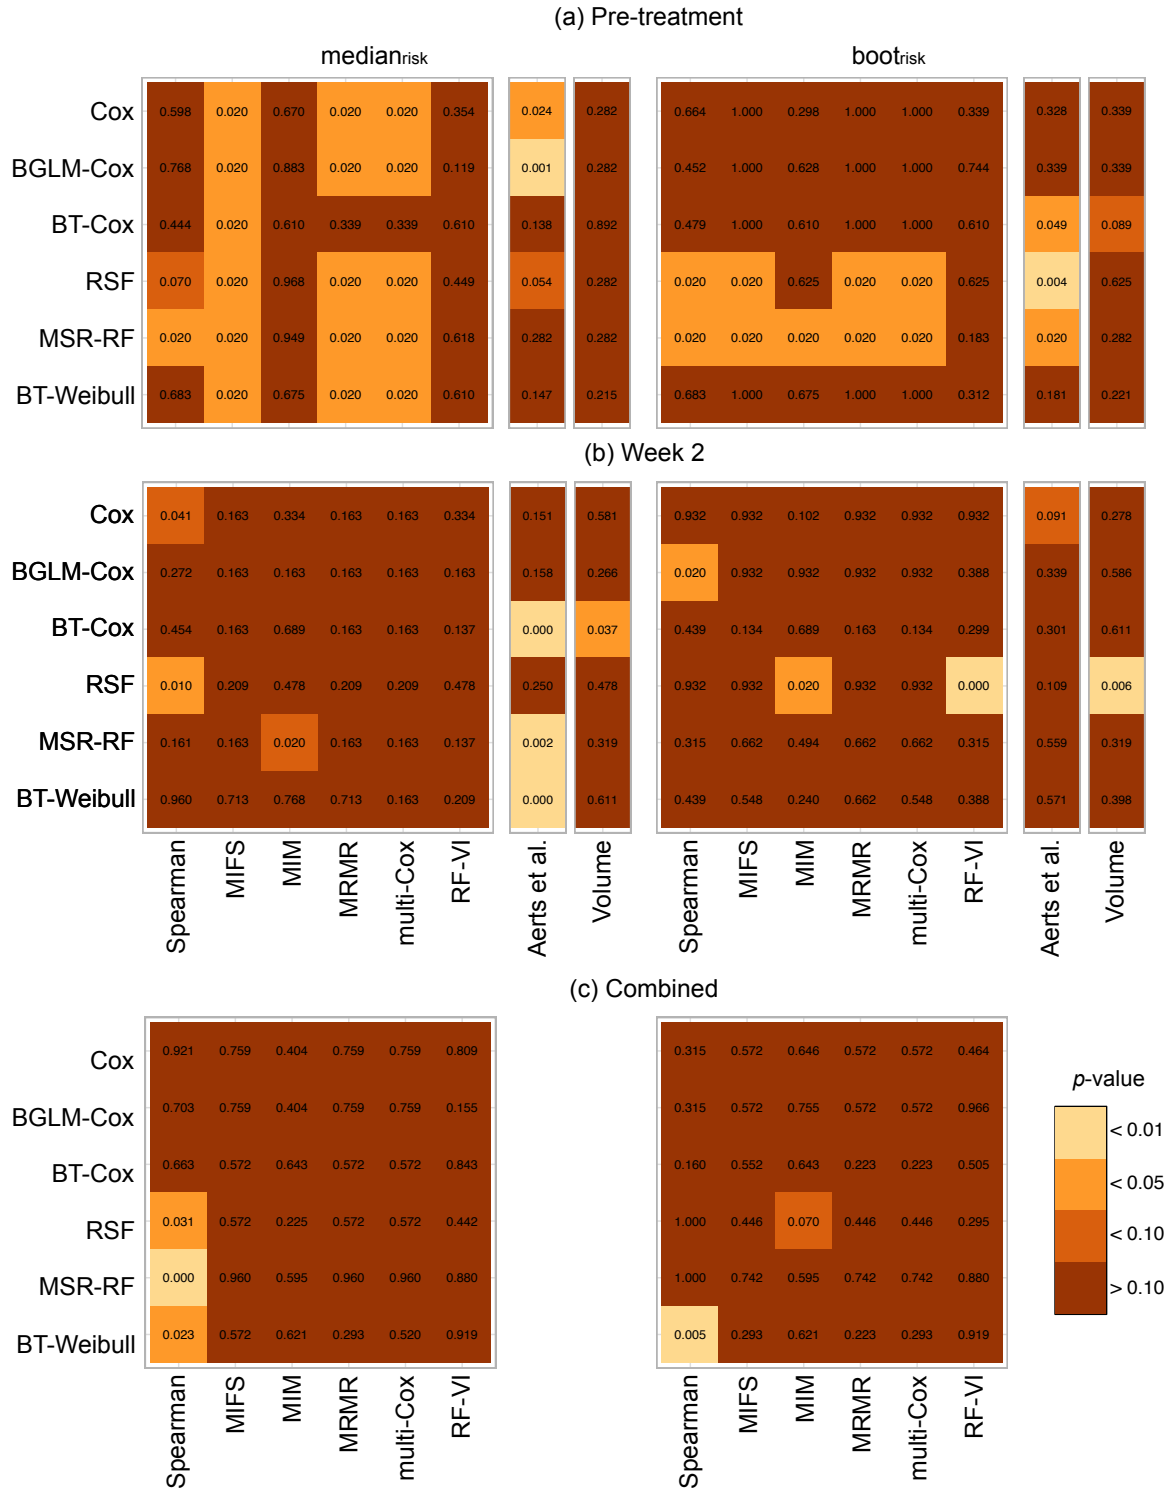 (a) Pre-treatment
medianrisk bootrisk
Cox 0.598 0.020 0.670 0.020 0.020 0.354 0.024 0.282 0.664 1.000 0.298 1.000 1.000 0.339 0.328 0.339
BGLM-Cox 0.768 0.020 0.883 0.020 0.020 0.119 0.001 0.282 0.452 1.000 0.628 1.000 1.000 0.744 0.339 0.339
BT-Cox 0.444 0.020 0.610 0.339 0.339 0.610 0.138 0.892 0.479 1.000 0.610 1.000 1.000 0.610 0.049 0.089
RSF 0.070 0.020 0.968 0.020 0.020 0.449 0.054 0.282 0.020 0.020 0.625 0.020 0.020 0.625 0.004 0.625
MSR-RF 0.020 0.020 0.949 0.020 0.020 0.618 0.282 0.282 0.020 0.020 0.020 0.020 0.020 0.183 0.020 0.282
BT-Weibull 0.683 0.020 0.675 0.020 0.020 0.610 0.147 0.215 0.683 1.000 0.675 1.000 1.000 0.312 0.181 0.221
(b) Week 2
Cox 0.041 0.163 0.334 0.163 0.163 0.334 0.151 0.581 0.932 0.932 0.102 0.932 0.932 0.932 0.091 0.278
BGLM-Cox 0.272 0.163 0.163 0.163 0.163 0.163 0.158 0.266 0.020 0.932 0.932 0.932 0.932 0.388 0.339 0.586
BT-Cox 0.454 0.163 0.689 0.163 0.163 0.137 0.000 0.037 0.439 0.134 0.689 0.163 0.134 0.299 0.301 0.611
RSF 0.010 0.209 0.478 0.209 0.209 0.478 0.250 0.478 0.932 0.932 0.020 0.932 0.932 0.000 0.109 0.006
MSR-RF 0.161 0.163 0.020 0.163 0.163 0.137 0.002 0.319 0.315 0.662 0.494 0.662 0.662 0.315 0.559 0.319
BT-Weibull 0.960 0.713 0.768 0.713 0.163 0.209 0.000 0.611 0.439 0.548 0.240 0.662 0.548 0.388 0.571 0.398
Spearman MIFS MIM MRMR multi-Cox RF-VI Aerts et al. Volume Spearman MIFS MIM MRMR multi-Cox RF-VI Aerts et al. Volume
(c) Combined
Cox 0.921 0.759 0.404 0.759 0.759 0.809 0.315 0.572 0.646 0.572 0.572 0.464
BGLM-Cox 0.703 0.759 0.404 0.759 0.759 0.155 0.315 0.572 0.755 0.572 0.572 0.966
BT-Cox 0.663 0.572 0.643 0.572 0.572 0.843 0.160 0.552 0.643 0.223 0.223 0.505
RSF 0.031 0.572 0.225 0.572 0.572 0.442 1.000 0.446 0.070 0.446 0.446 0.295
MSR-RF 0.000 0.960 0.595 0.960 0.960 0.880 1.000 0.742 0.595 0.742 0.742 0.880
BT-Weibull 0.023 0.572 0.621 0.293 0.520 0.919 0.005 0.293 0.621 0.223 0.293 0.919
Spearman MIFS MIM MRMR multi-Cox RF-VI Spearman MIFS MIM MRMR multi-Cox RF-VI
p-value
< 0.01
< 0.05
< 0.10
> 0.10